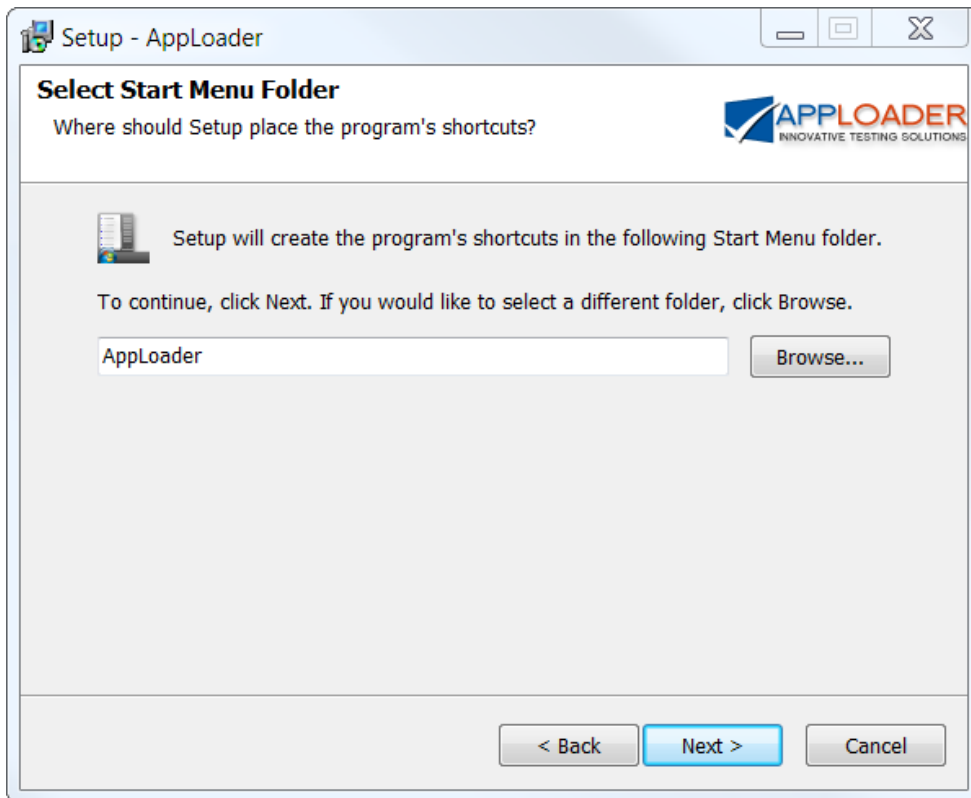 Setup - AppLoader
Select Start Menu Folder
Where should Setup place the program's shortcuts?
APPLOADER
INNOVATIVE TESTING SOLUTIONS
Setup will create the program's shortcuts in the following Start Menu folder.
To continue, click Next. If you would like to select a different folder, click Browse.
AppLoader
Browse...
< Back
Next >
Cancel